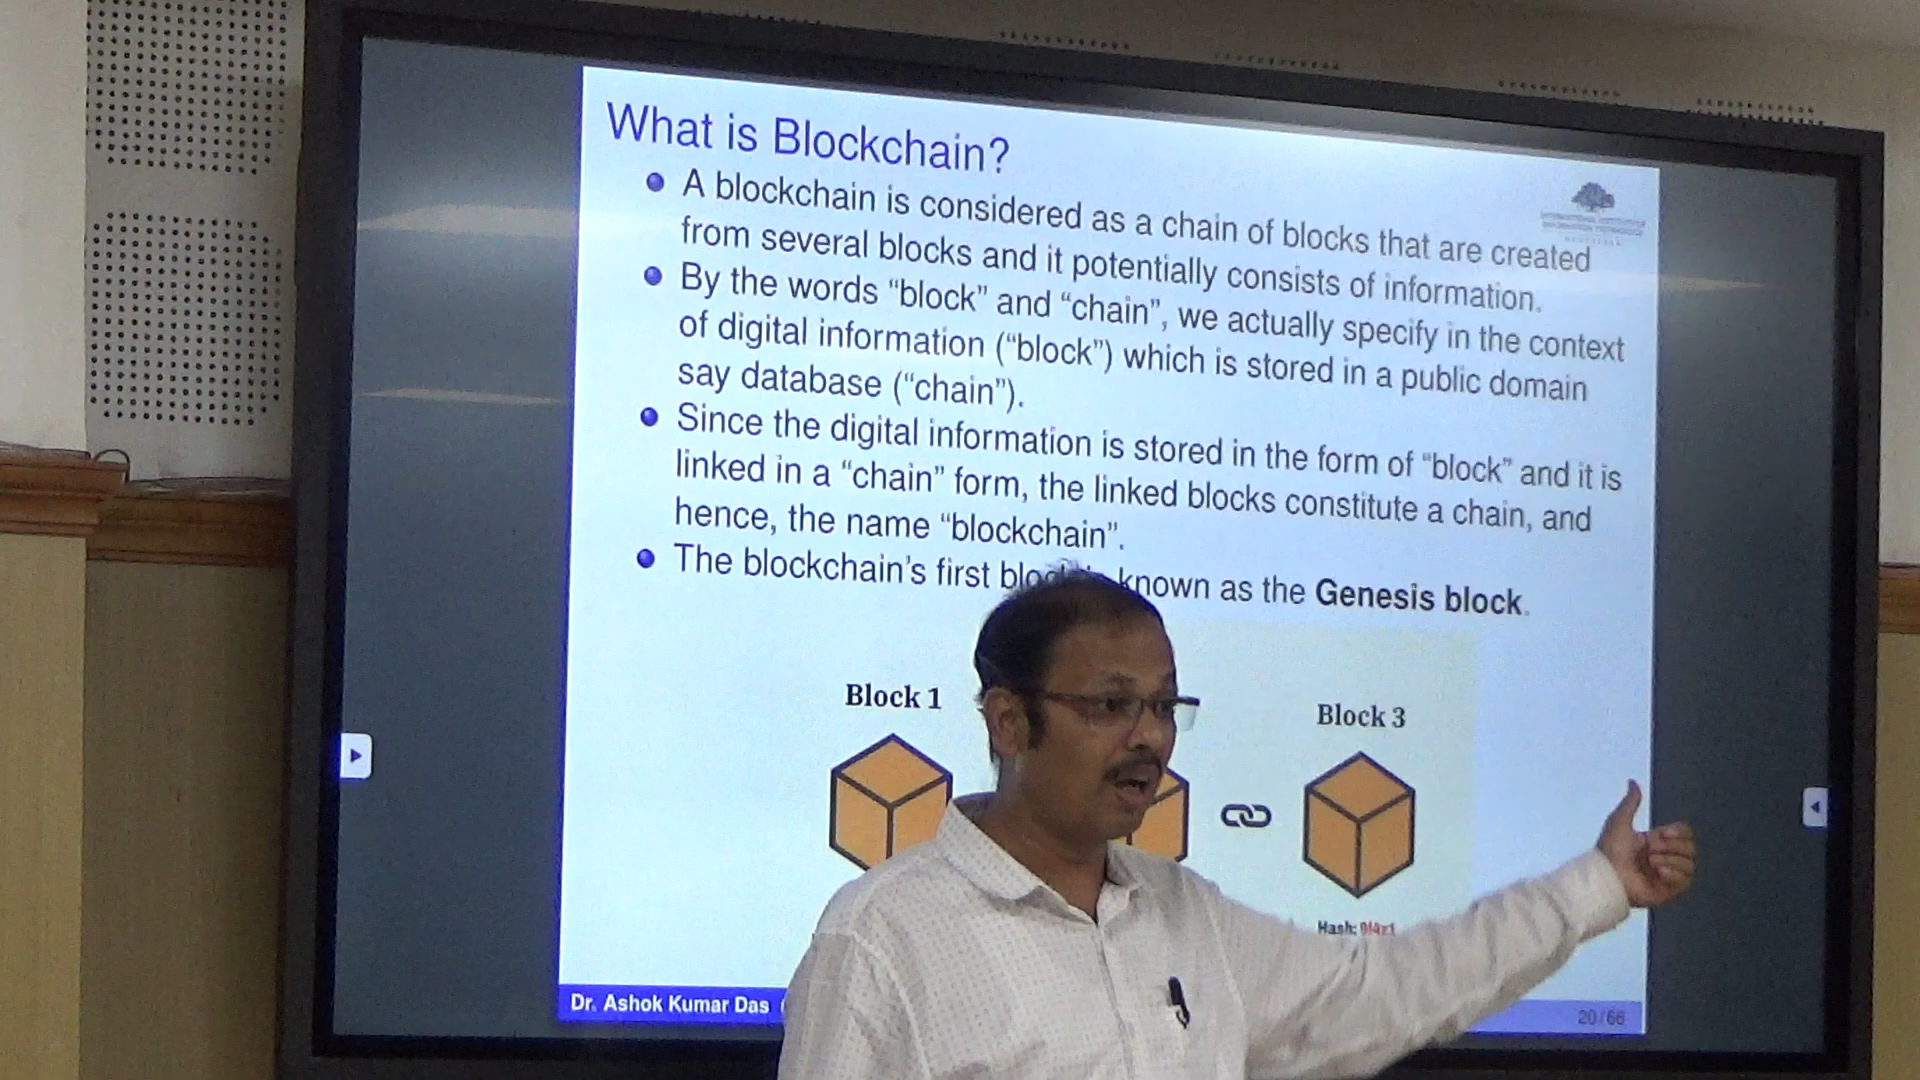 What is Blockchain?
A blockchain is considered as a chain of blocks that are created
from several blocks and it potentially consists of information.
By the words “block” and “chain”, we actually specify in the context
of digital information (“block”) which is stored in a public domain
say database (“chain”).
Since the digital information is stored in the form of “block” and it is
linked in a “chain” form, the linked blocks constitute a chain, and
hence, the name “blockchain”.
The blockchain’s first known as the Genesis block.
Block 1
Block 3
Hash:
Dr. Ashok Kumar Das
20/66